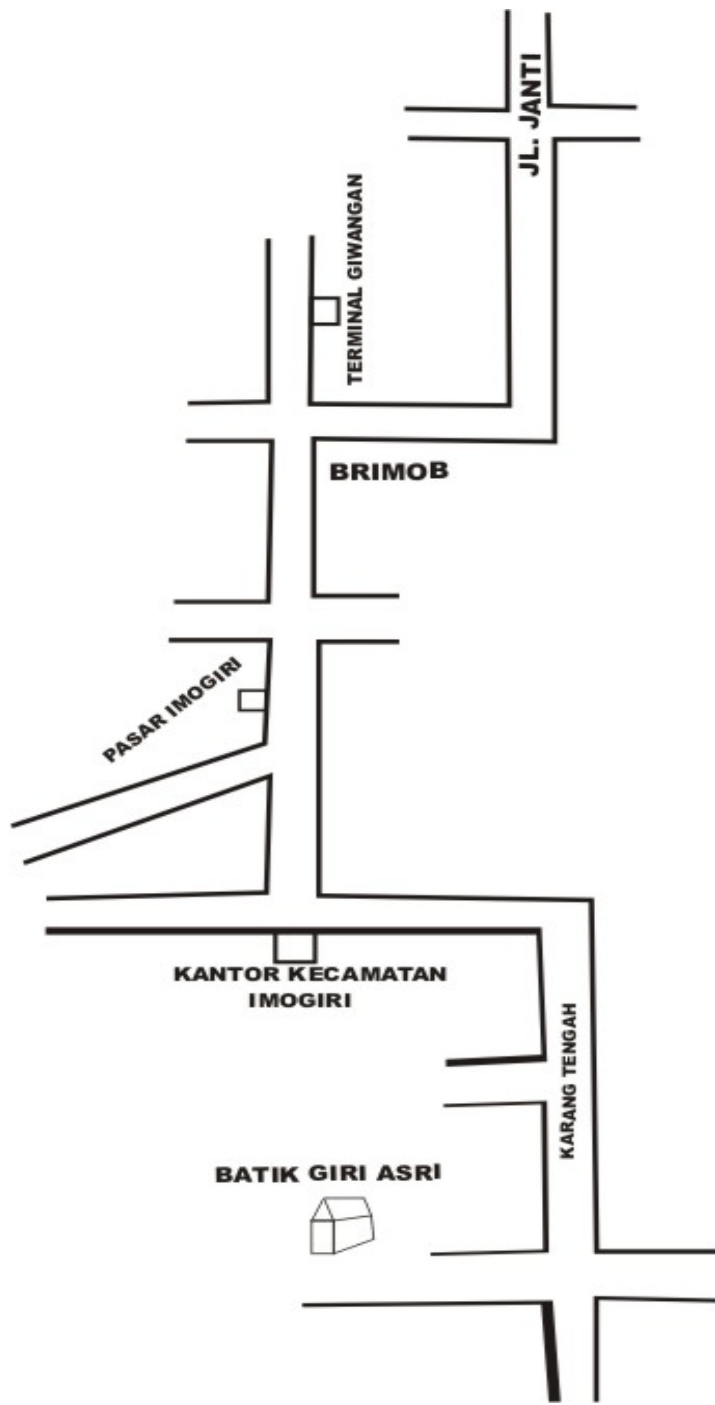 JL. JANTI
TERMINAL GIWANGAN
BRIMOB
PASAR IMOGIRI
KANTOR KECAMATAN
IMOGIRI
KARANG TENGAH
BATIK GIRI ASRI